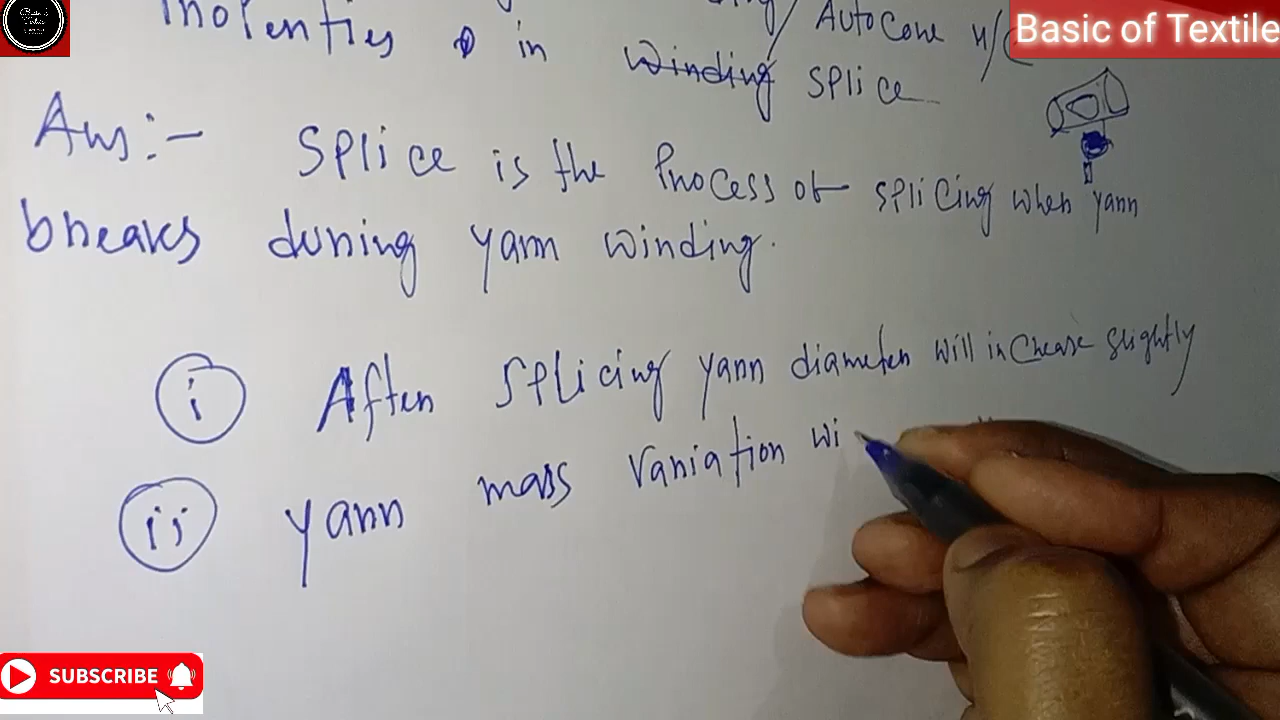 AutoCone M/C
Basic of Textile
in winding splice
Ans:-
Splice is the Process of splicing when yarn
breaks during yarn winding.
i After splicing yarn diameter will increase slightly
ii yarn mass variation wi
SUBSCRIBE